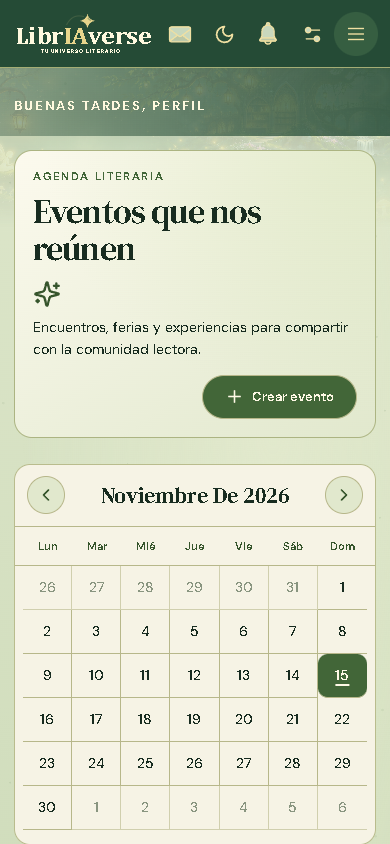 LibrIAverse
TU UNIVERSO LITERARIO
BUENAS TARDES, PERFIL
AGENDA LITERARIA
Eventos que nos
reúnen
Encuentros, ferias y experiencias para compartir
con la comunidad lectora.
Crear evento
Noviembre De 2026
Lun Mar Mié Jue Vie Sáb Dom
26 27 28 29 30 31 1
2 3 4 5 6 7 8
9 10 11 12 13 14 15
16 17 18 19 20 21 22
23 24 25 26 27 28 29
30 1 2 3 4 5 6